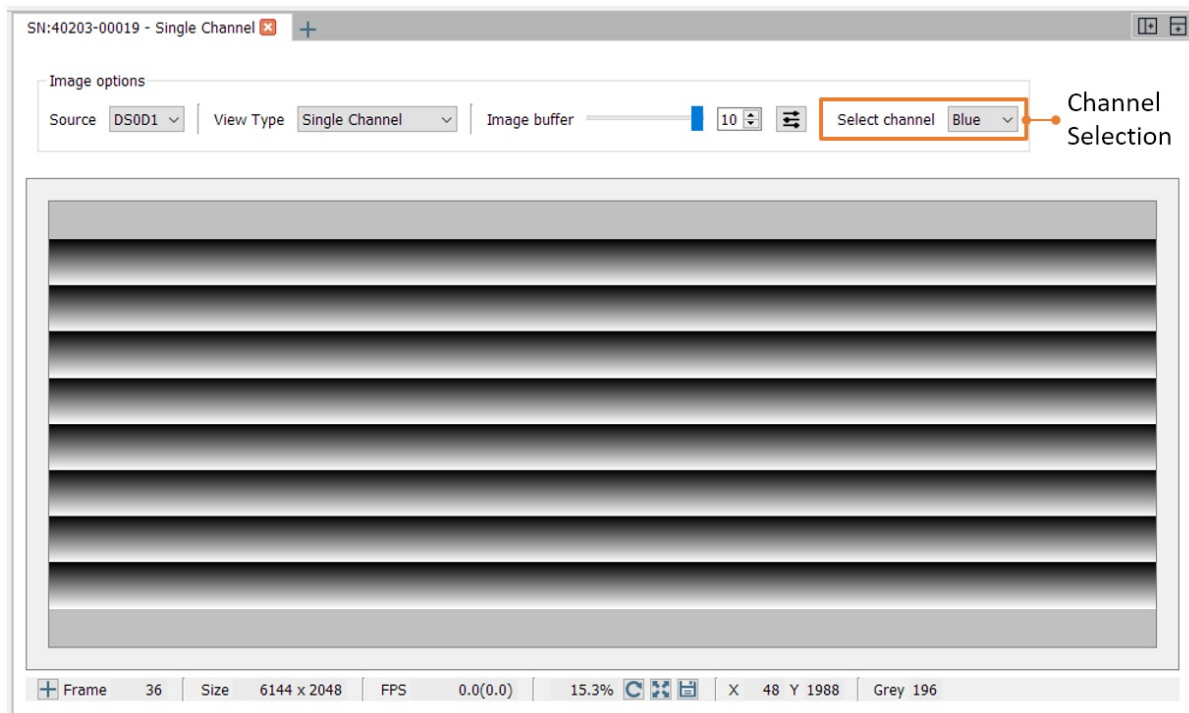 SN:40203-00019 - Single Channel
Image options
Source DS0D1 View Type Single Channel Image buffer 10 Select channel Blue
Channel
Selection
Frame 36 Size 6144 x 2048 FPS 0.0(0.0) 15.3% X 48 Y 1988 Grey 196